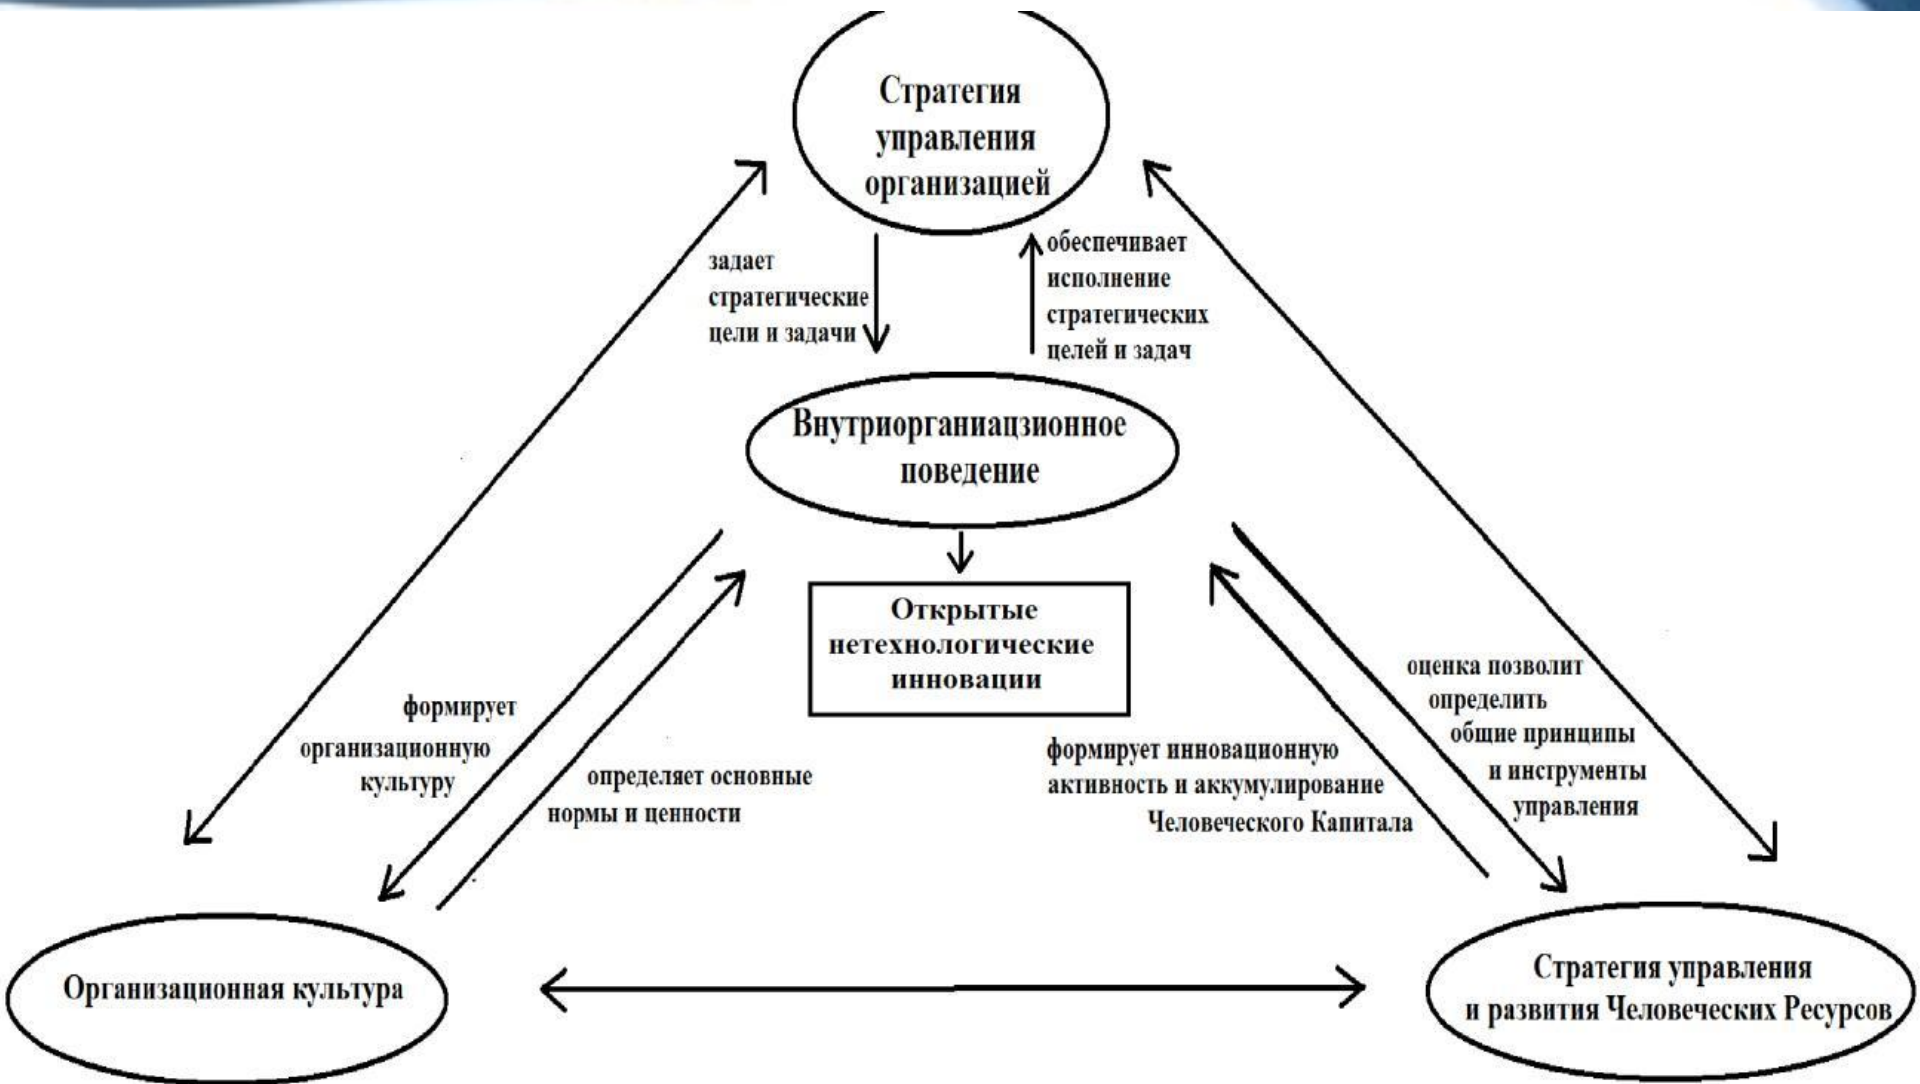 Стратегия
управления
организацией
задает
стратегические
цели и задачи
обеспечивает
исполнение
стратегических
целей и задач
Внутриорганиацзионное
поведение
Открытые
нетехнологические
инновации
формирует
организационную
культуру
определяет основные
нормы и ценности
формирует инновационную
активность и аккумулирование
Человеческого Капитала
оценка позволит
определить
общие принципы
и инструменты
управления
Организационная культура
Стратегия управления
и развития Человеческих Ресурсов